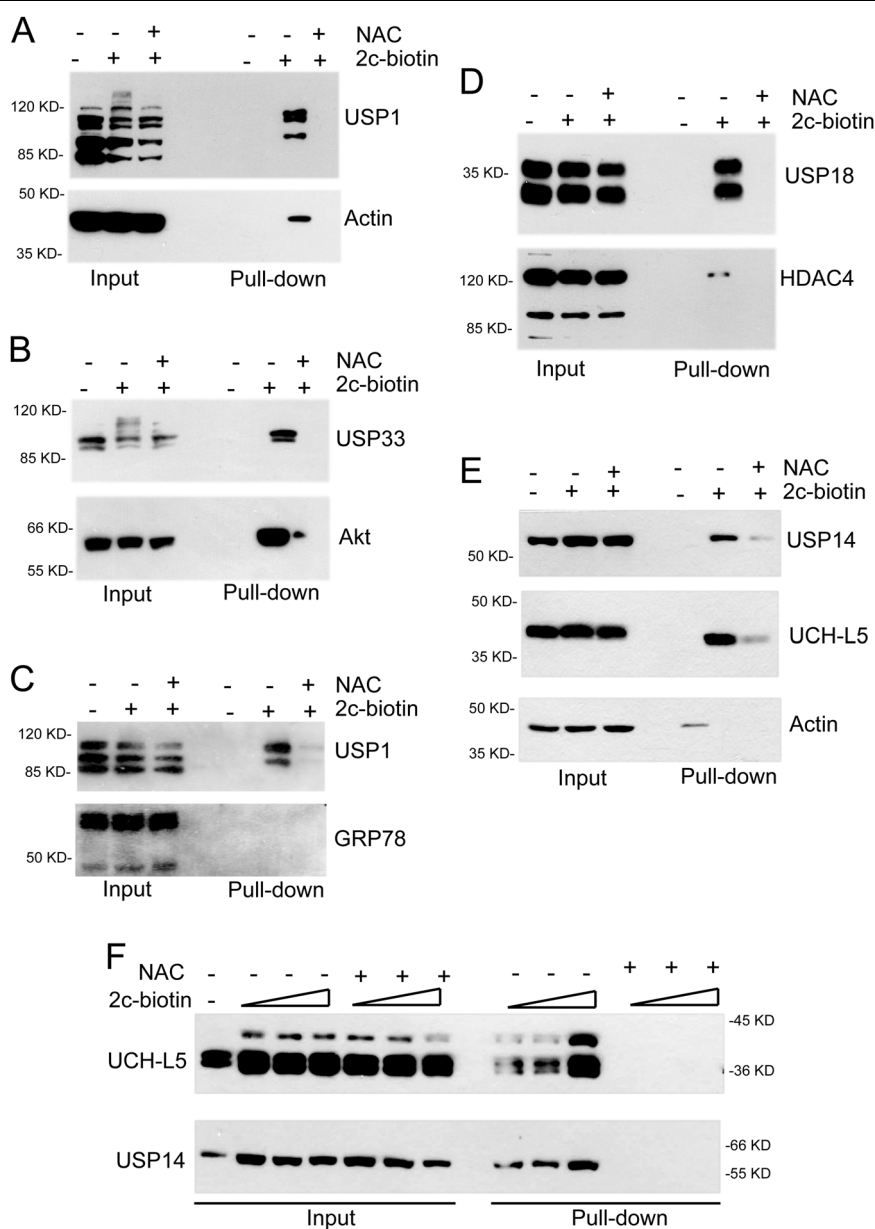 A
- - + - - + NAC
- + + - + + 2c-biotin
120 KD-
USP1
85 KD-
50 KD-
Actin
35 KD-
Input Pull-down
B
- - + - - + NAC
- + + - + + 2c-biotin
120 KD-
USP33
85 KD-
66 KD-
Akt
55 KD-
Input Pull-down
C
- - + - - + NAC
- + + - + + 2c-biotin
120 KD-
USP1
85 KD-
GRP78
50 KD-
Input Pull-down
D
- - + - - + NAC
- + + - + + 2c-biotin
35 KD-
USP18
120 KD-
HDAC4
85 KD-
Input Pull-down
E
- - + - - + NAC
- + + - + + 2c-biotin
USP14
50 KD-
50 KD-
UCH-L5
35 KD-
50 KD-
Actin
35 KD-
Input Pull-down
F
NAC - - - - + + + - - - + + +
2c-biotin -
-45 KD
UCH-L5
-36 KD
-66 KD
USP14
-55 KD
Input Pull-down